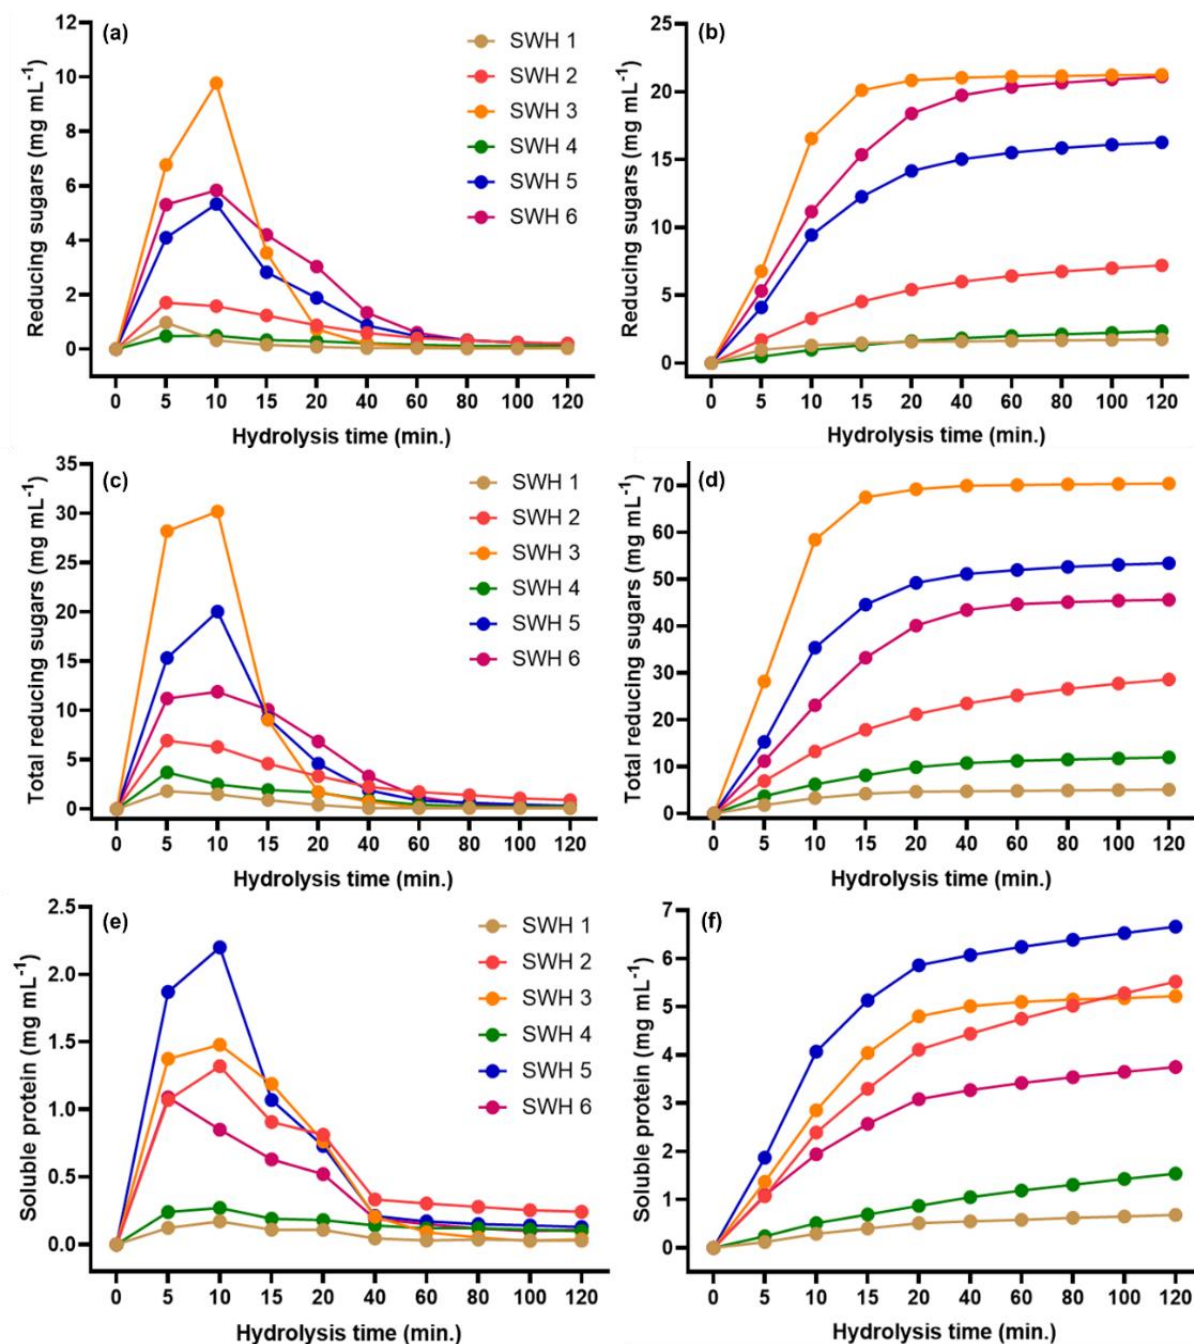 (a)
12
10
8
6
4
2
0
Reducing sugars (mg mL⁻¹)
SWH 1
SWH 2
SWH 3
SWH 4
SWH 5
SWH 6
0 5 10 15 20 40 60 80 100 120
Hydrolysis time (min.)
(b)
25
20
15
10
5
0
Reducing sugars (mg mL⁻¹)
0 5 10 15 20 40 60 80 100 120
Hydrolysis time (min.)
(c)
35
30
25
20
15
10
5
0
Total reducing sugars (mg mL⁻¹)
SWH 1
SWH 2
SWH 3
SWH 4
SWH 5
SWH 6
0 5 10 15 20 40 60 80 100 120
Hydrolysis time (min.)
(d)
70
60
50
40
30
20
10
0
Total reducing sugars (mg mL⁻¹)
0 5 10 15 20 40 60 80 100 120
Hydrolysis time (min.)
(e)
2.5
2.0
1.5
1.0
0.5
0.0
Soluble protein (mg mL⁻¹)
SWH 1
SWH 2
SWH 3
SWH 4
SWH 5
SWH 6
0 5 10 15 20 40 60 80 100 120
Hydrolysis time (min.)
(f)
7
6
5
4
3
2
1
0
Soluble protein (mg mL⁻¹)
0 5 10 15 20 40 60 80 100 120
Hydrolysis time (min.)